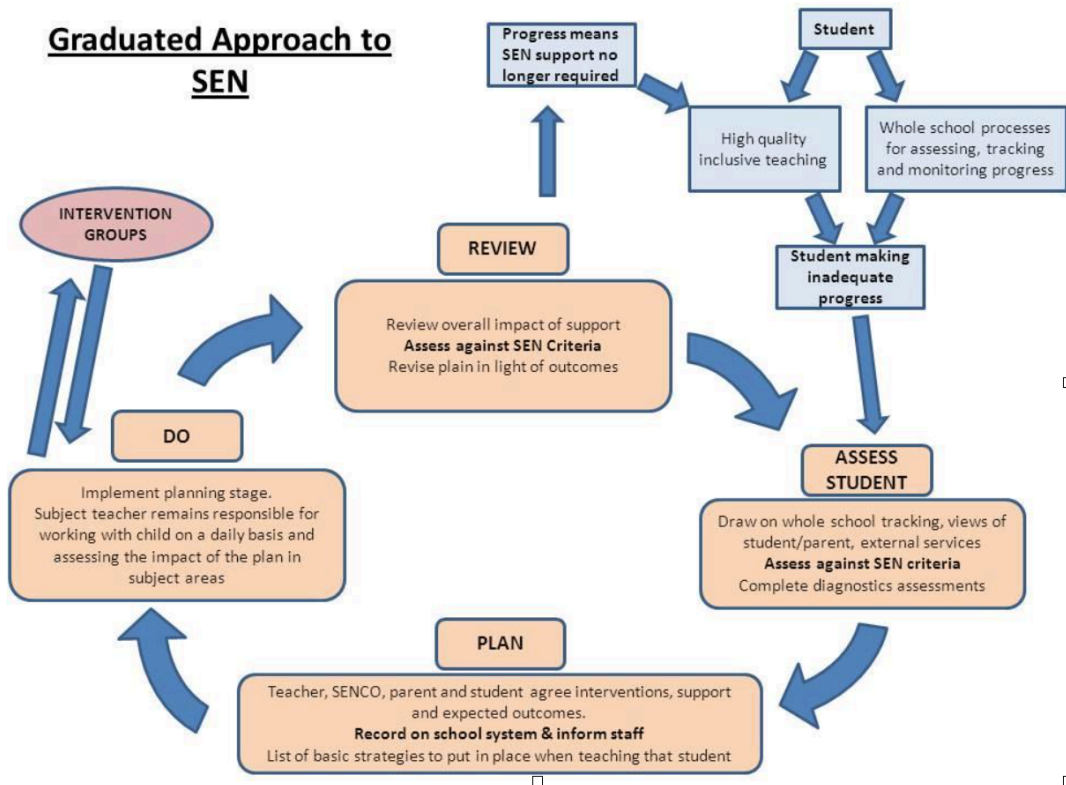 Graduated Approach to
SEN
Progress means
SEN support no
longer required
Student
High quality
inclusive teaching
Whole school processes
for assessing, tracking
and monitoring progress
Student making
inadequate
progress
INTERVENTION
GROUPS
REVIEW
Review overall impact of support
Assess against SEN Criteria
Revise plain in light of outcomes
DO
Implement planning stage.
Subject teacher remains responsible for
working with child on a daily basis and
assessing the impact of the plan in
subject areas
ASSESS
STUDENT
Draw on whole school tracking, views of
student/parent, external services
Assess against SEN criteria
Complete diagnostics assessments
PLAN
Teacher, SENCO, parent and student agree interventions, support
and expected outcomes.
Record on school system & inform staff
List of basic strategies to put in place when teaching that student